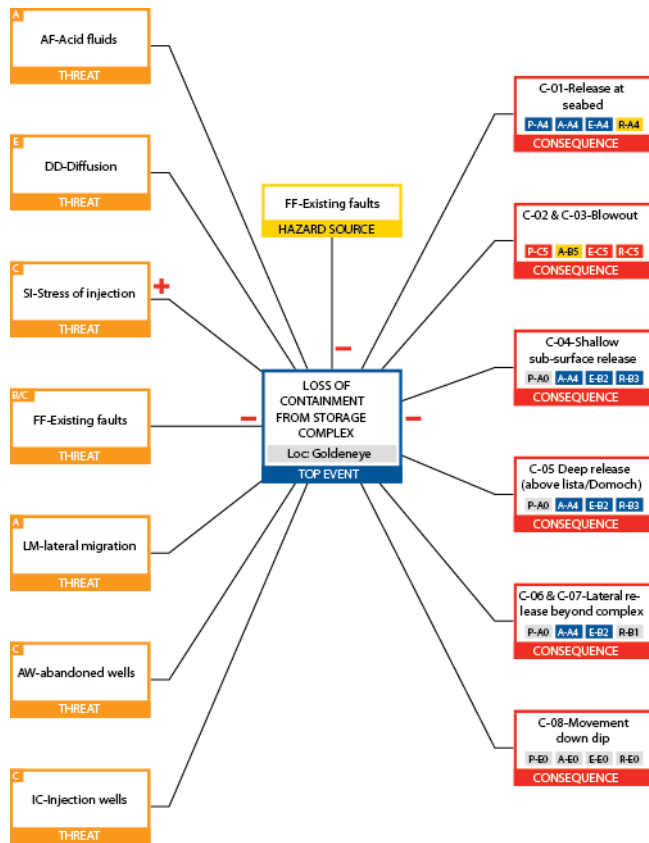 A
AF-Acid fluids
THREAT
E
DD-Diffusion
THREAT
C
SI-Stress of injection
THREAT
+
B/C
FF-Existing faults
THREAT
–
A
LM-lateral migration
THREAT
C
AW-abandoned wells
THREAT
C
IC-Injection wells
THREAT
FF-Existing faults
HAZARD SOURCE
–
LOSS OF
CONTAINMENT
FROM STORAGE
COMPLEX
Loc: Goldeneye
TOP EVENT
–
C-01-Release at
seabed
P-A4 A-A4 E-A4 R-A4
CONSEQUENCE
C-02 & C-03-Blowout
P-C5 A-B5 E-C5 R-C5
CONSEQUENCE
C-04-Shallow
sub-surface release
P-A0 A-A4 E-B2 R-B3
CONSEQUENCE
C-05 Deep release
(above lista/Domoch)
P-A0 A-A4 E-B2 R-B3
CONSEQUENCE
C-06 & C-07-Lateral re-
lease beyond complex
P-A0 A-A4 E-B2 R-B1
CONSEQUENCE
C-08-Movement
down dip
P-E0 A-E0 E-E0 R-E0
CONSEQUENCE